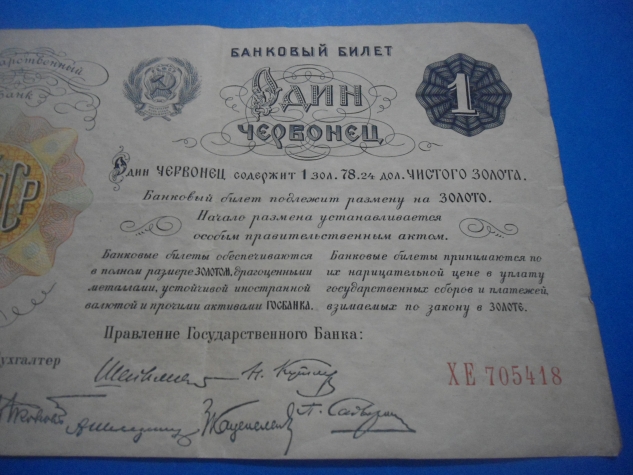 БАНКОВЫЙ БИЛЕТ
Один
ЧЕРВОНЕЦ
1
Один ЧЕРВОНЕЦ содержит 1 зол. 78.24 дол. ЧИСТОГО ЗОЛОТА.
Банковый билет подлежит размену на ЗОЛОТО.
Начало размена устанавливается
особым правительственным актом.
Банковые билеты обеспечиваются
в полном размере ЗОЛОТОМ, драгоценными
металлами, устойчивой иностранной
валютой и прочими активами ГОСБАНКА.
Банковые билеты принимаются по
их нарицательной цене в уплату
государственных сборов и платежей,
взимаемых по закону в ЗОЛОТЕ.
Правление Государственного Банка:
ХЕ 705418